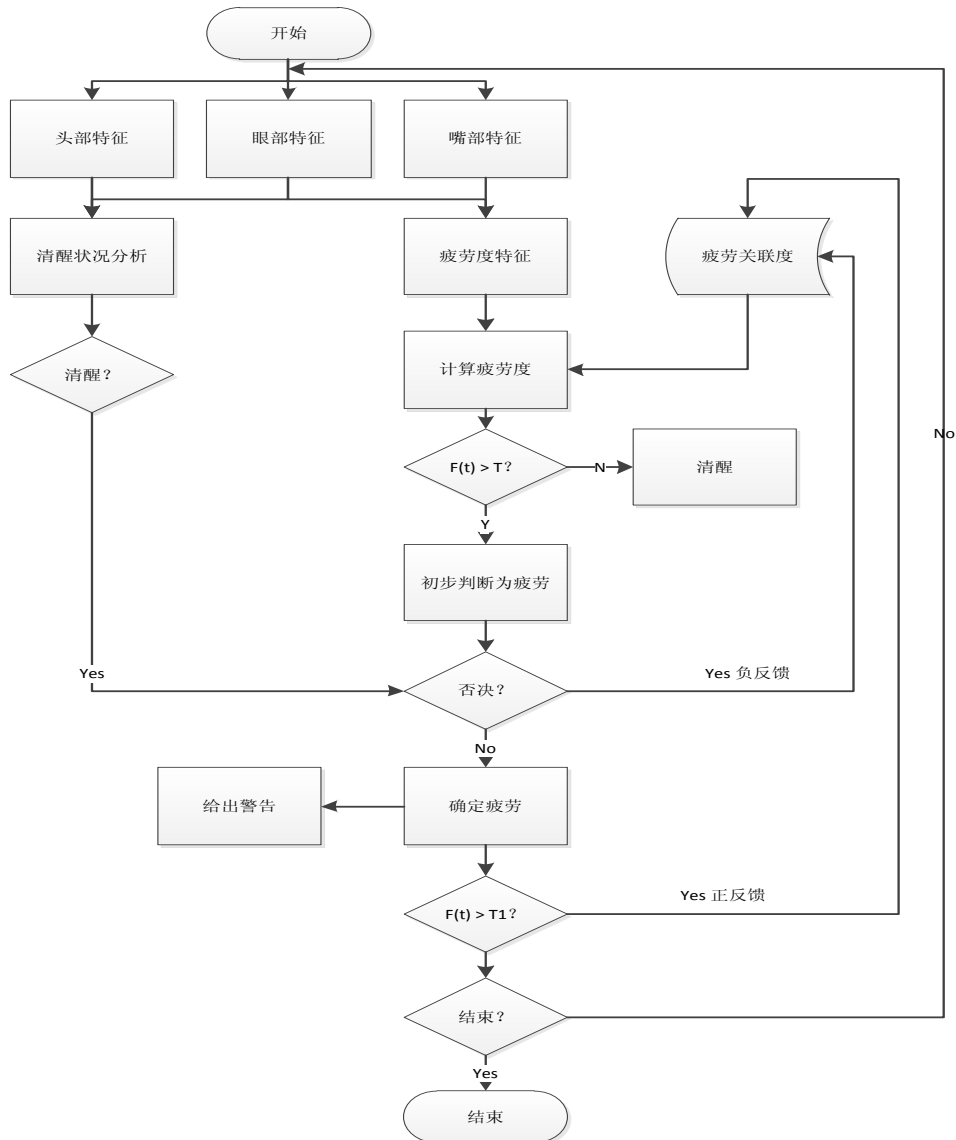 开始
头部特征
眼部特征
嘴部特征
清醒状况分析
疲劳度特征
疲劳关联度
清醒？
计算疲劳度
No
F(t) > T？
N
清醒
Y
初步判断为疲劳
Yes
否决？
Yes 负反馈
No
给出警告
确定疲劳
F(t) > T1？
Yes 正反馈
结束？
Yes
结束